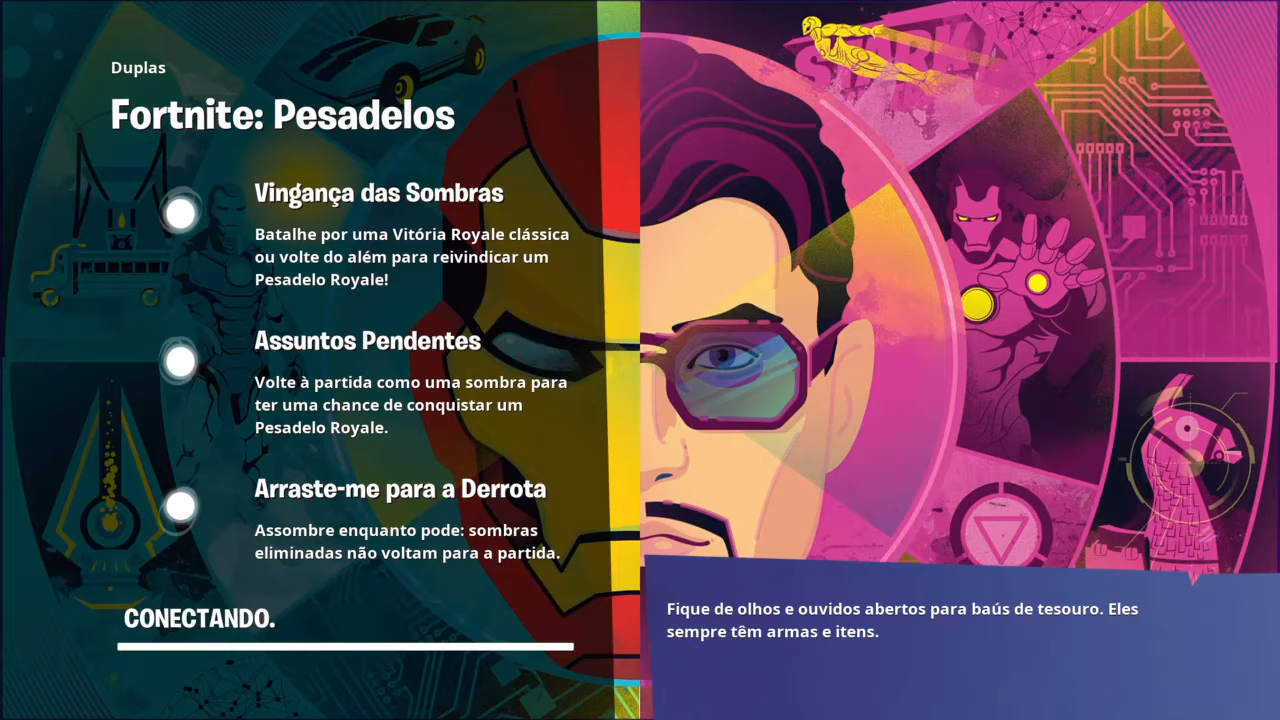 Duplas
Fortnite: Pesadelos
Vingança das Sombras
Batalhe por uma Vitória Royale clássica
ou volte do além para reivindicar um
Pesadelo Royale!
Assuntos Pendentes
Volte à partida como uma sombra para
ter uma chance de conquistar um
Pesadelo Royale.
Arraste-me para a Derrota
Assombre enquanto pode: sombras
eliminadas não voltam para a partida.
CONECTANDO.
STARK
Fique de olhos e ouvidos abertos para baús de tesouro. Eles
sempre têm armas e itens.